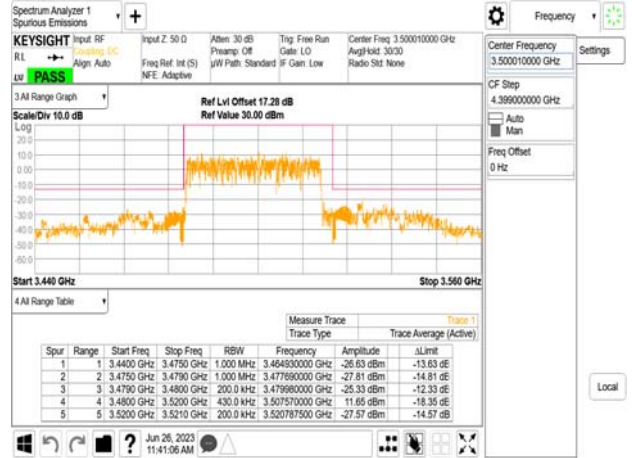 Spectrum Analyzer 1
Spurious Emissions
Frequency
KEYSIGHT
RL
PASS
Input: RF
Coupling: DC
Align: Auto
Input Z: 50 Ω
Freq Ref: Int (S)
NFE: Adaptive
Atten: 30 dB
Preamp: Off
µW Path: Standard
Trig: Free Run
Gate: LO
IF Gain: Low
Center Freq: 3.500010000 GHz
Avg|Hold: 30/30
Radio Std: None
Center Frequency
3.500010000 GHz
Settings
CF Step
4.399000000 GHz
Auto
Man
Freq Offset
0 Hz
3 All Range Graph
Scale/Div 10.0 dB
Ref Lvl Offset 17.28 dB
Ref Value 30.00 dBm
Log
20.0
10.0
0.00
-10.0
-20.0
-30.0
-40.0
-50.0
-60.0
Start 3.440 GHz
Stop 3.560 GHz
4 All Range Table
Measure Trace Trace 1
Trace Type Trace Average (Active)
Spur Range Start Freq Stop Freq RBW Frequency Amplitude ΔLimit
1 1 3.4400 GHz 3.4750 GHz 1.000 MHz 3.464930000 GHz -26.63 dBm -13.63 dE
2 2 3.4750 GHz 3.4790 GHz 1.000 MHz 3.477690000 GHz -27.81 dBm -14.81 dE
3 3 3.4790 GHz 3.4800 GHz 200.0 kHz 3.479980000 GHz -25.33 dBm -12.33 dE
4 4 3.4800 GHz 3.5200 GHz 430.0 kHz 3.507570000 GHz 11.65 dBm -18.35 dE
5 5 3.5200 GHz 3.5210 GHz 200.0 kHz 3.520787500 GHz -27.57 dBm -14.57 dB
Local
?
Jun 26, 2023
11:41:06 AM